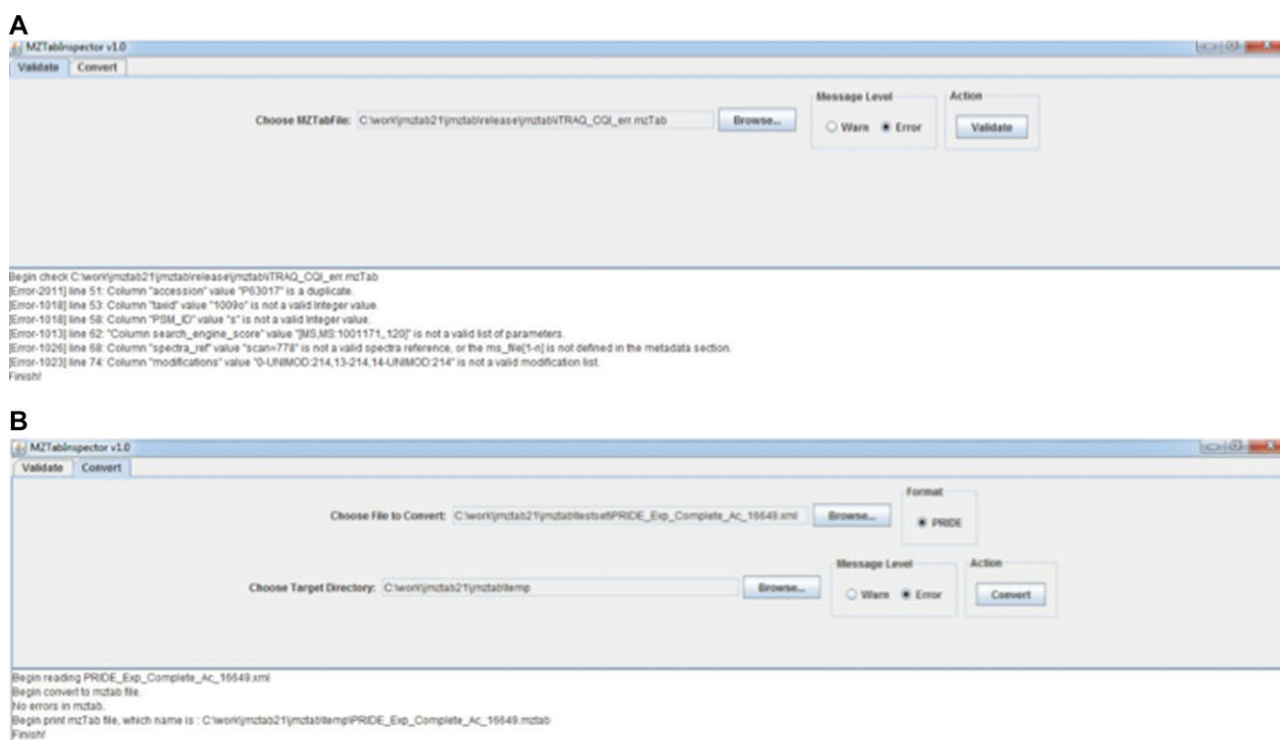 A
MZTabInspector v1.0
Validate Convert
Message Level Action
Choose MZTabFile: C:\work\jmztab21\jmztab\release\jmztab\iTRAQ_CQI_err.mzTab Browse... Warn Error Validate
Begin check C:\work\jmztab21\jmztab\release\jmztab\iTRAQ_CQI_err.mzTab
[Error-2011] line 51: Column "accession" value "P63017" is a duplicate.
[Error-1018] line 53: Column "taxid" value "1009o" is not a valid Integer value.
[Error-1018] line 58: Column "PSM_ID" value "s" is not a valid Integer value.
[Error-1013] line 62: "Column search_engine_score" value "[MS,MS:1001171,,120]" is not a valid list of parameters.
[Error-1026] line 68: Column "spectra_ref" value "scan=778" is not a valid spectra reference, or the ms_file[1-n] is not defined in the metadata section.
[Error-1023] line 74: Column "modifications" value "0-UNIMOD:214,13-214,14-UNIMOD:214" is not a valid modification list.
Finish!
B
MZTabInspector v1.0
Validate Convert
Format
Choose File to Convert: C:\work\jmztab21\jmztab\testset\PRIDE_Exp_Complete_Ac_16649.xml Browse... PRIDE
Message Level Action
Choose Target Directory: C:\work\jmztab21\jmztab\temp Browse... Warn Error Convert
Begin reading PRIDE_Exp_Complete_Ac_16649.xml
Begin convert to mztab file.
No errors in mztab.
Begin print mzTab file, which name is : C:\work\jmztab21\jmztab\temp\PRIDE_Exp_Complete_Ac_16649.mztab
Finish!